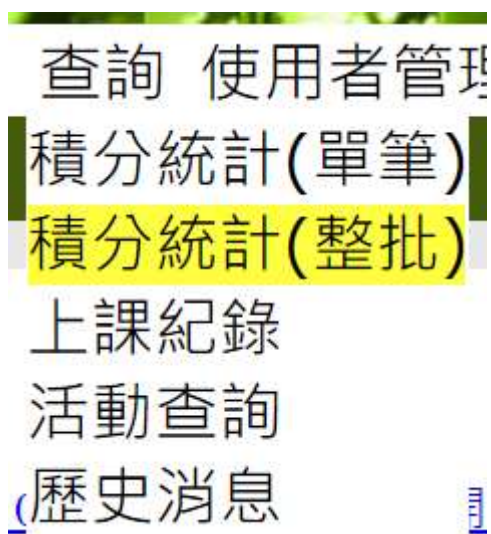 查詢 使用者管理
積分統計(單筆)
積分統計(整批)
上課紀錄
活動查詢
(歷史消息